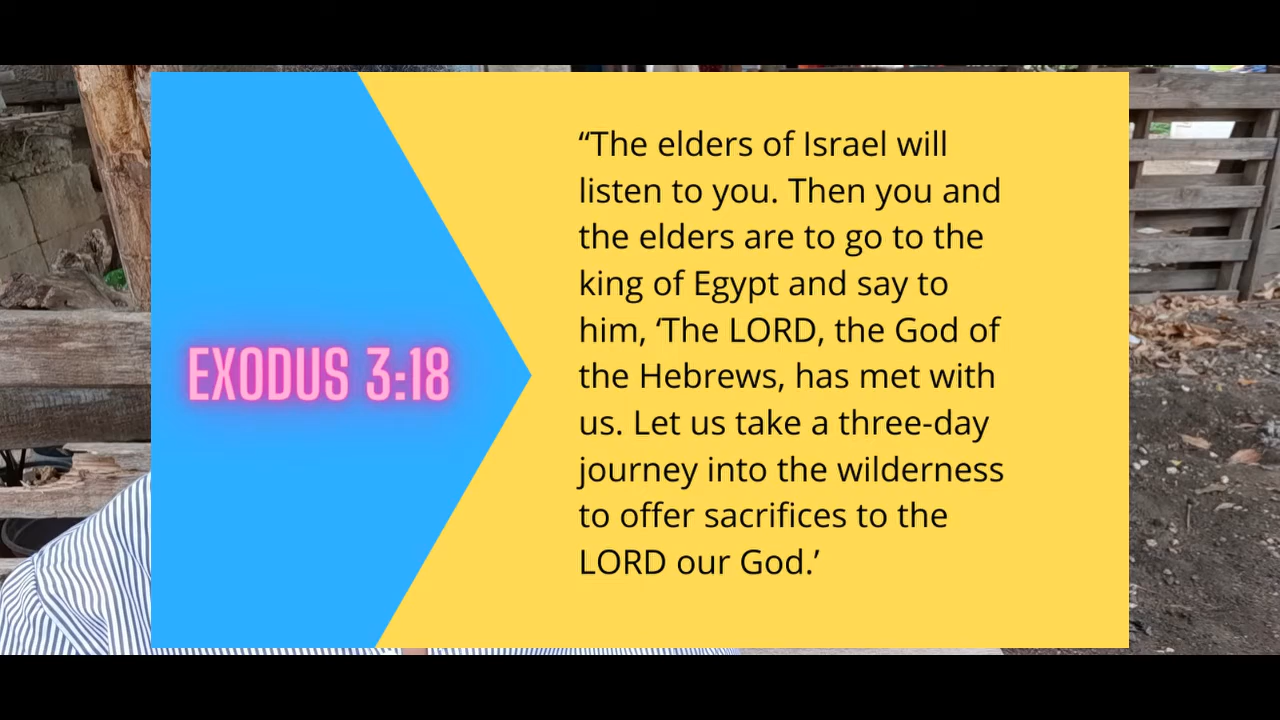 EXODUS 3:18
“The elders of Israel will
listen to you. Then you and
the elders are to go to the
king of Egypt and say to
him, ‘The LORD, the God of
the Hebrews, has met with
us. Let us take a three-day
journey into the wilderness
to offer sacrifices to the
LORD our God.’